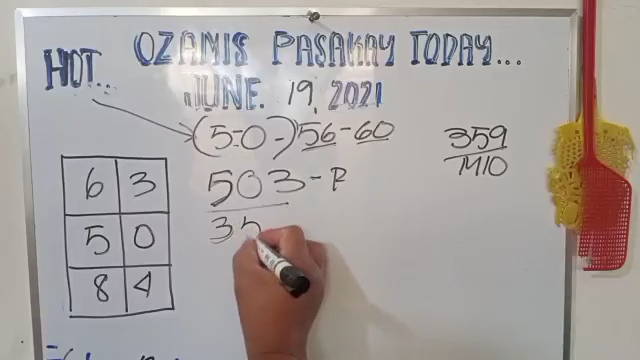 OZAMIS PASAKAY TODAY...
HOT...
JUNE. 19, 2021
(5-0-) 56-60
503-R
35
359
1410
6 3
5 0
8 4